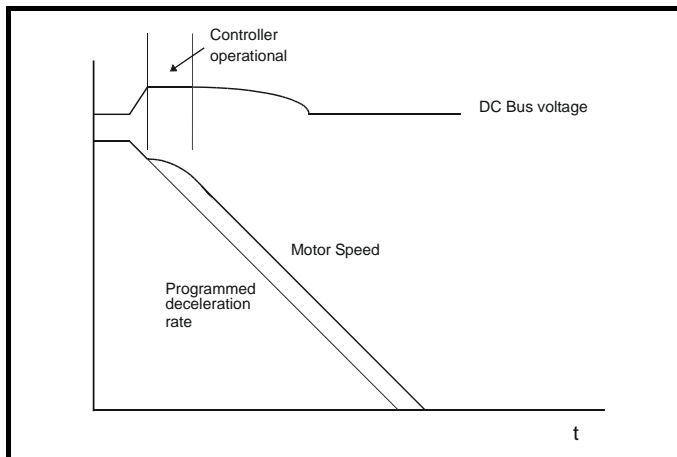 Controller
operational
DC Bus voltage
Motor Speed
Programmed
deceleration
rate
t